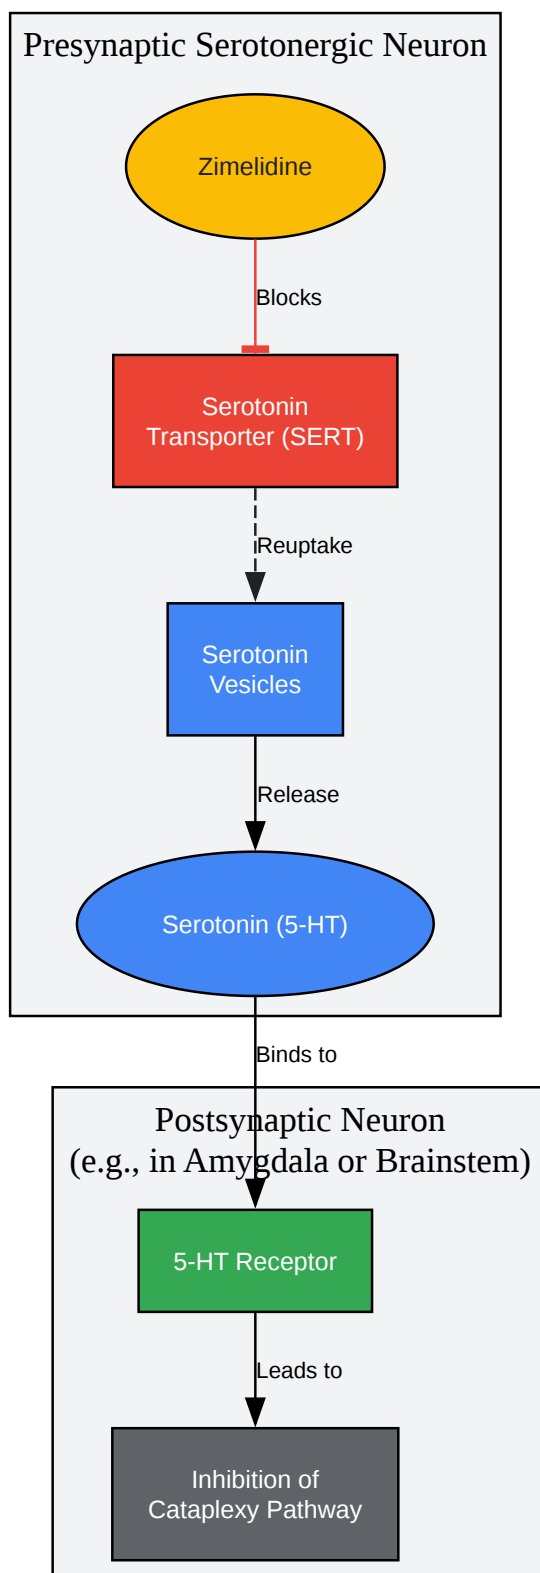 Presynaptic Serotonergic Neuron
Zimelidine
Blocks
Serotonin
Transporter (SERT)
Reuptake
Serotonin
Vesicles
Release
Serotonin (5-HT)
Binds to
Postsynaptic Neuron
(e.g., in Amygdala or Brainstem)
5-HT Receptor
Leads to
Inhibition of
Cataplexy Pathway